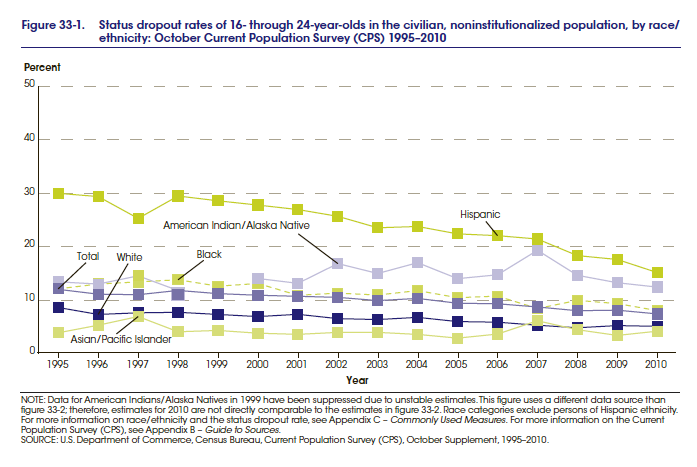 Figure 33-1. Status dropout rates of 16- through 24-year-olds in the civilian, noninstitutionalized population, by race/
ethnicity: October Current Population Survey (CPS) 1995–2010
Percent
50
40
30
20
10
0
Hispanic
American Indian/Alaska Native
Total
White
Black
Asian/Pacific Islander
1995 1996 1997 1998 1999 2000 2001 2002 2003 2004 2005 2006 2007 2008 2009 2010
Year
NOTE: Data for American Indians/Alaska Natives in 1999 have been suppressed due to unstable estimates. This figure uses a different data source than
figure 33-2; therefore, estimates for 2010 are not directly comparable to the estimates in figure 33-2. Race categories exclude persons of Hispanic ethnicity.
For more information on race/ethnicity and the status dropout rate, see Appendix C – Commonly Used Measures. For more information on the Current
Population Survey (CPS), see Appendix B – Guide to Sources.
SOURCE: U.S. Department of Commerce, Census Bureau, Current Population Survey (CPS), October Supplement, 1995–2010.